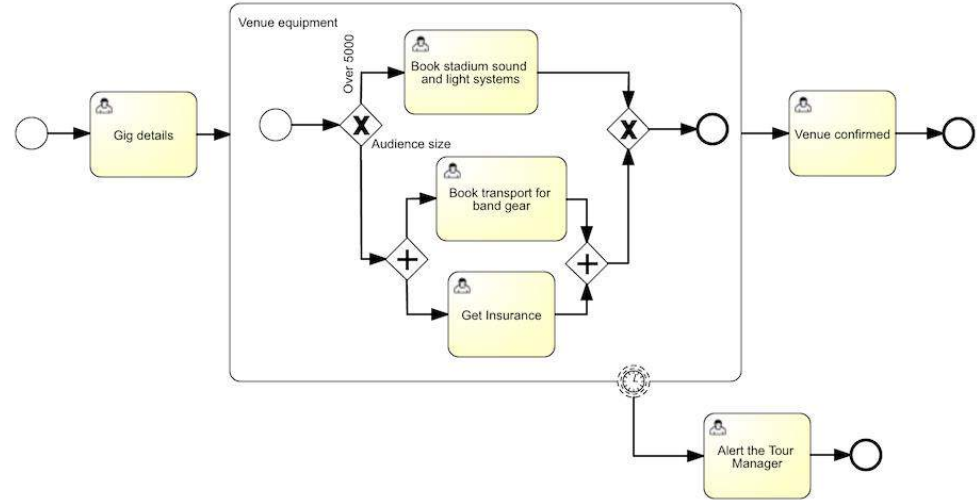 Venue equipment
Over 5000
Book stadium sound
and light systems
Gig details
Audience size
Venue confirmed
Book transport for
band gear
Get Insurance
Alert the Tour
Manager